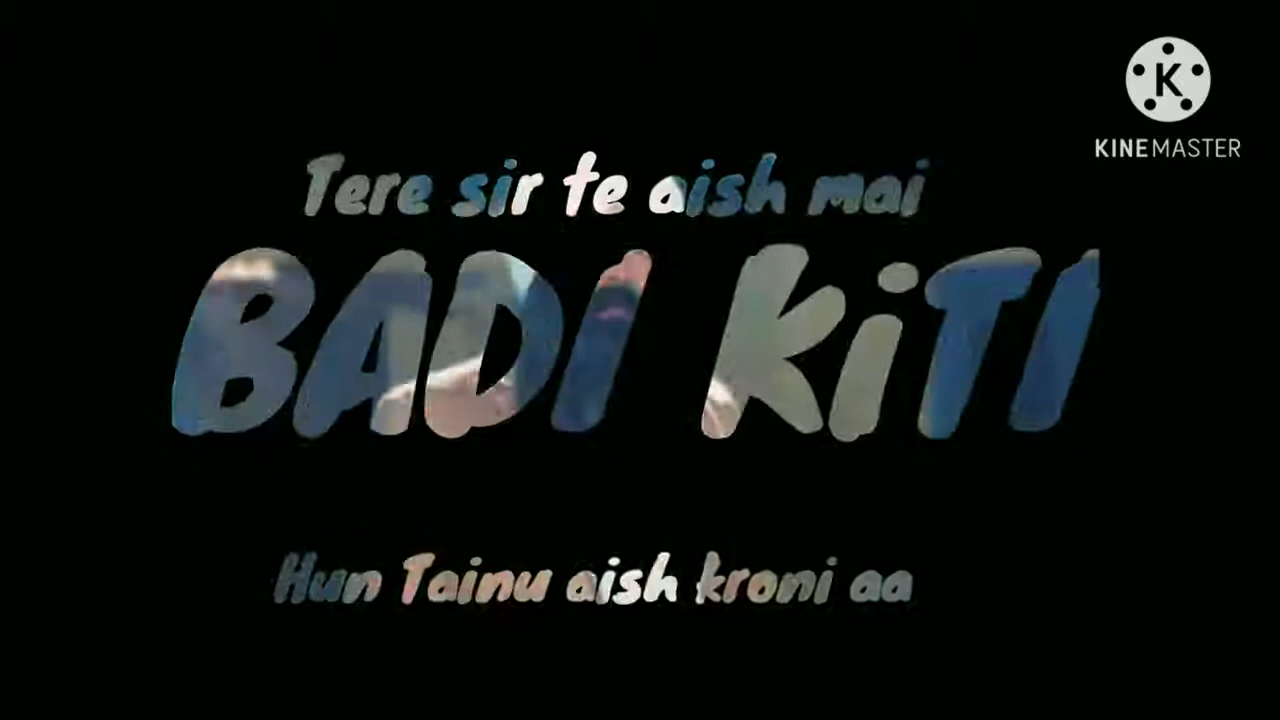 K
KINEMASTER
Tere sir te aish mai
BADI KiTI
Hun Tainu aish kroni aa